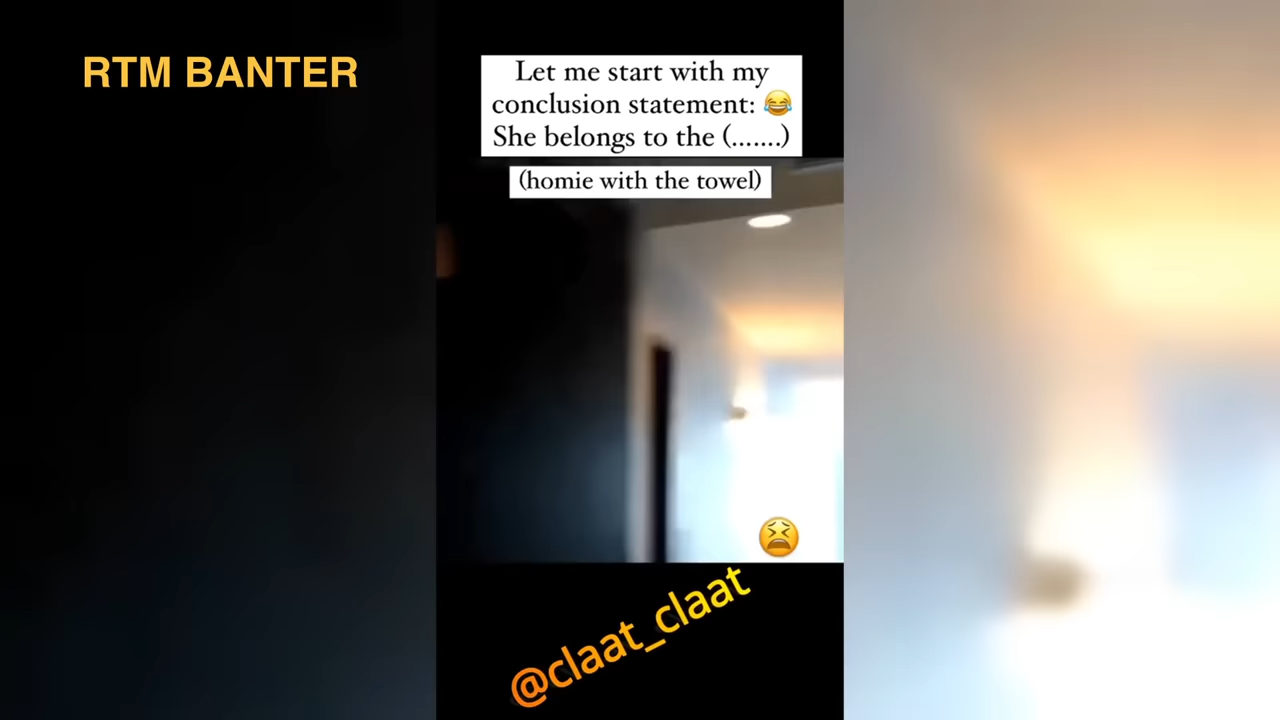 RTM BANTER
Let me start with my
conclusion statement: 😂
She belongs to the (.......)
(homie with the towel)
@claat_claat